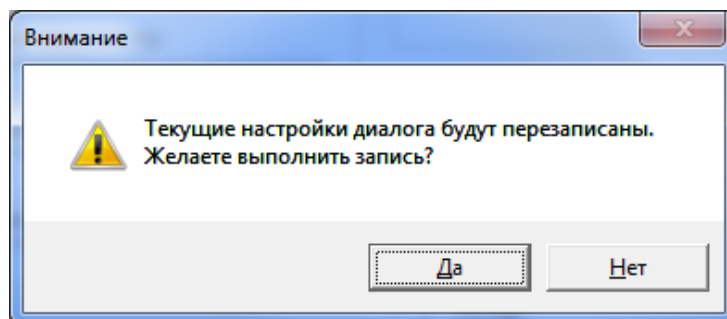 Внимание
Текущие настройки диалога будут перезаписаны.
Желаете выполнить запись?
Да
Нет